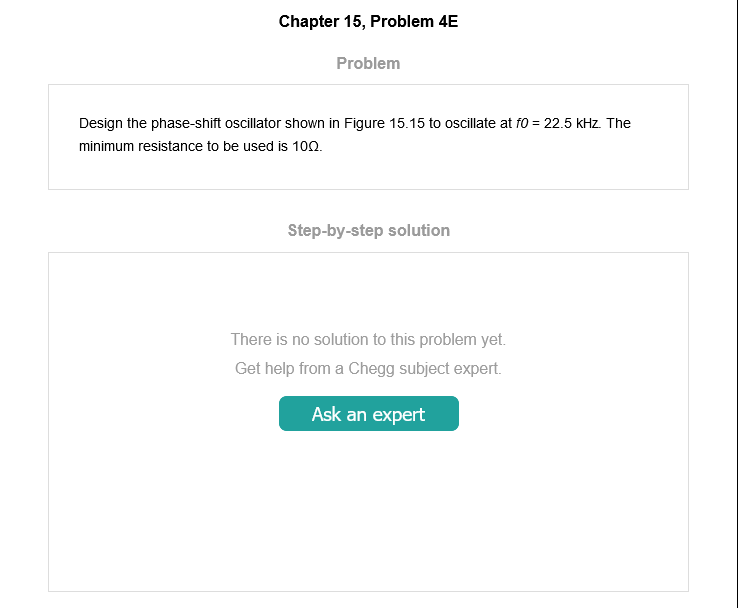 Chapter 15, Problem 4E
Problem
Design the phase-shift oscillator shown in Figure 15.15 to oscillate at f0 = 22.5 kHz. The
minimum resistance to be used is 10Ω.
Step-by-step solution
There is no solution to this problem yet.
Get help from a Chegg subject expert.
Ask an expert